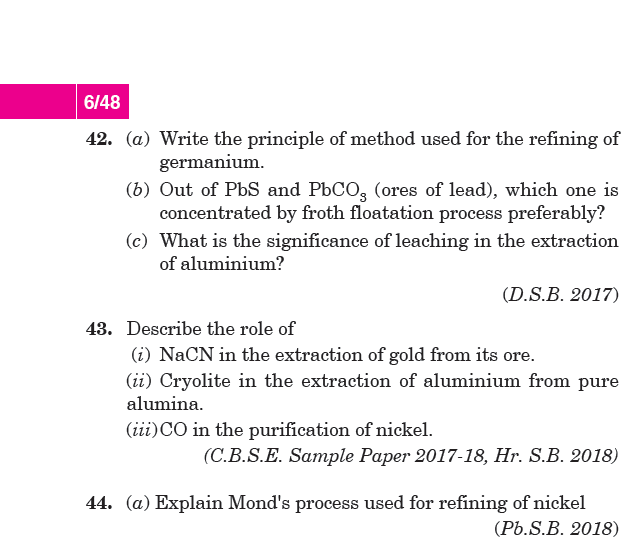 6/48
42. (a) Write the principle of method used for the refining of
germanium.
(b) Out of PbS and PbCO₃ (ores of lead), which one is
concentrated by froth floatation process preferably?
(c) What is the significance of leaching in the extraction
of aluminium?
(D.S.B. 2017)
43. Describe the role of
(i) NaCN in the extraction of gold from its ore.
(ii) Cryolite in the extraction of aluminium from pure
alumina.
(iii) CO in the purification of nickel.
(C.B.S.E. Sample Paper 2017-18, Hr. S.B. 2018)
44. (a) Explain Mond's process used for refining of nickel
(Pb.S.B. 2018)